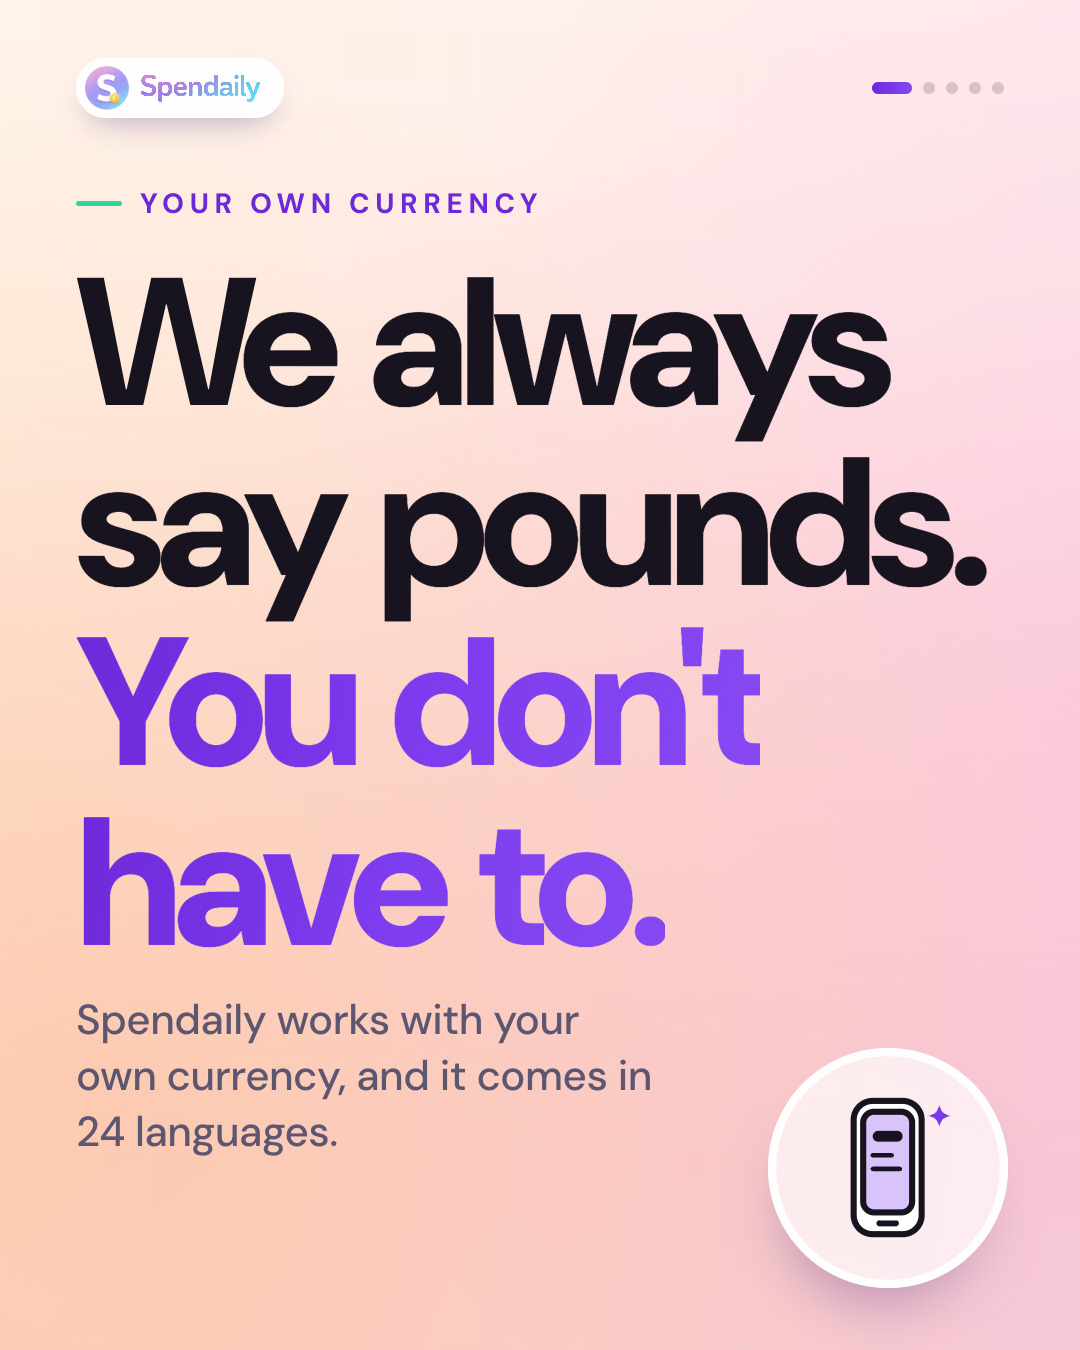 Spendaily
YOUR OWN CURRENCY
We always
say pounds.
You don't
have to.
Spendaily works with your
own currency, and it comes in
24 languages.